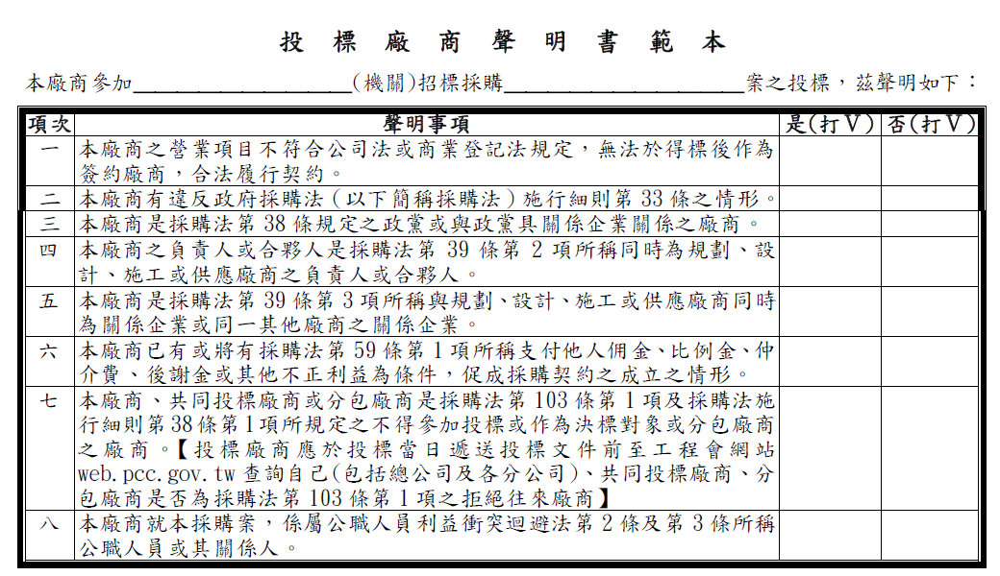 投標廠商聲明書範本
本廠商參加____________________(機關)招標採購______________________案之投標，茲聲明如下：
項次 聲明事項 是(打Ｖ) 否(打Ｖ)
一 本廠商之營業項目不符合公司法或商業登記法規定，無法於得標後作為
簽約廠商，合法履行契約。
二 本廠商有違反政府採購法（以下簡稱採購法）施行細則第 33 條之情形。
三 本廠商是採購法第 38 條規定之政黨或與政黨具關係企業關係之廠商。
四 本廠商之負責人或合夥人是採購法第 39 條第 2 項所稱同時為規劃、設
計、施工或供應廠商之負責人或合夥人。
五 本廠商是採購法第 39 條第 3 項所稱與規劃、設計、施工或供應廠商同時
為關係企業或同一其他廠商之關係企業。
六 本廠商已有或將有採購法第 59 條第 1 項所稱支付他人佣金、比例金、仲
介費、後謝金或其他不正利益為條件，促成採購契約之成立之情形。
七 本廠商、共同投標廠商或分包廠商是採購法第 103 條第 1 項及採購法施
行細則第 38 條第 1 項所規定之不得參加投標或作為決標對象或分包廠商
之廠商。【投標廠商應於投標當日遞送投標文件前至工程會網站
web.pcc.gov.tw 查詢自己(包括總公司及各分公司)、共同投標廠商、分
包廠商是否為採購法第 103 條第 1 項之拒絕往來廠商】
八 本廠商就本採購案，係屬公職人員利益衝突迴避法第 2 條及第 3 條所稱
公職人員或其關係人。